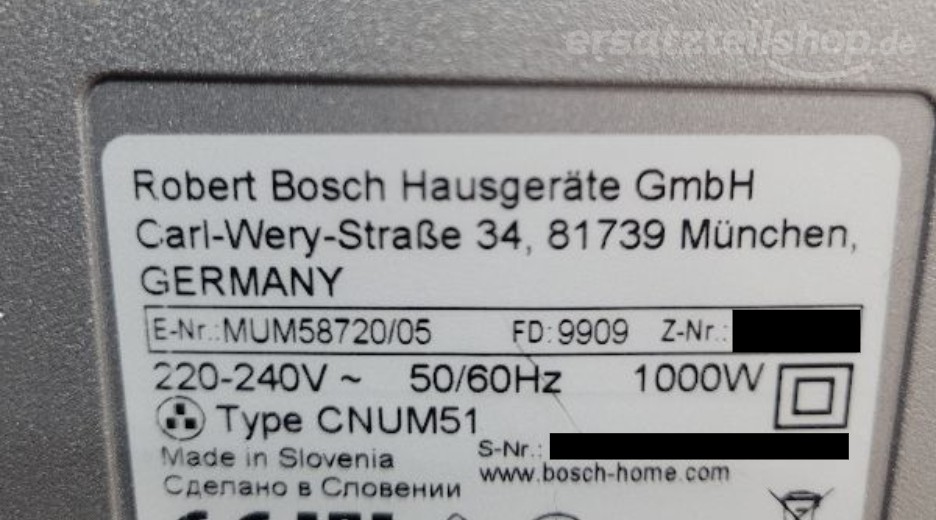 ersatzteilshop.de
Robert Bosch Hausgeräte GmbH
Carl-Wery-Straße 34, 81739 München,
GERMANY
E-Nr.:MUM58720/05 FD:9909 Z-Nr.:
220-240V ~ 50/60Hz 1000W
Type CNUM51
S-Nr.:
Made in Slovenia
www.bosch-home.com
Сделано в Словении